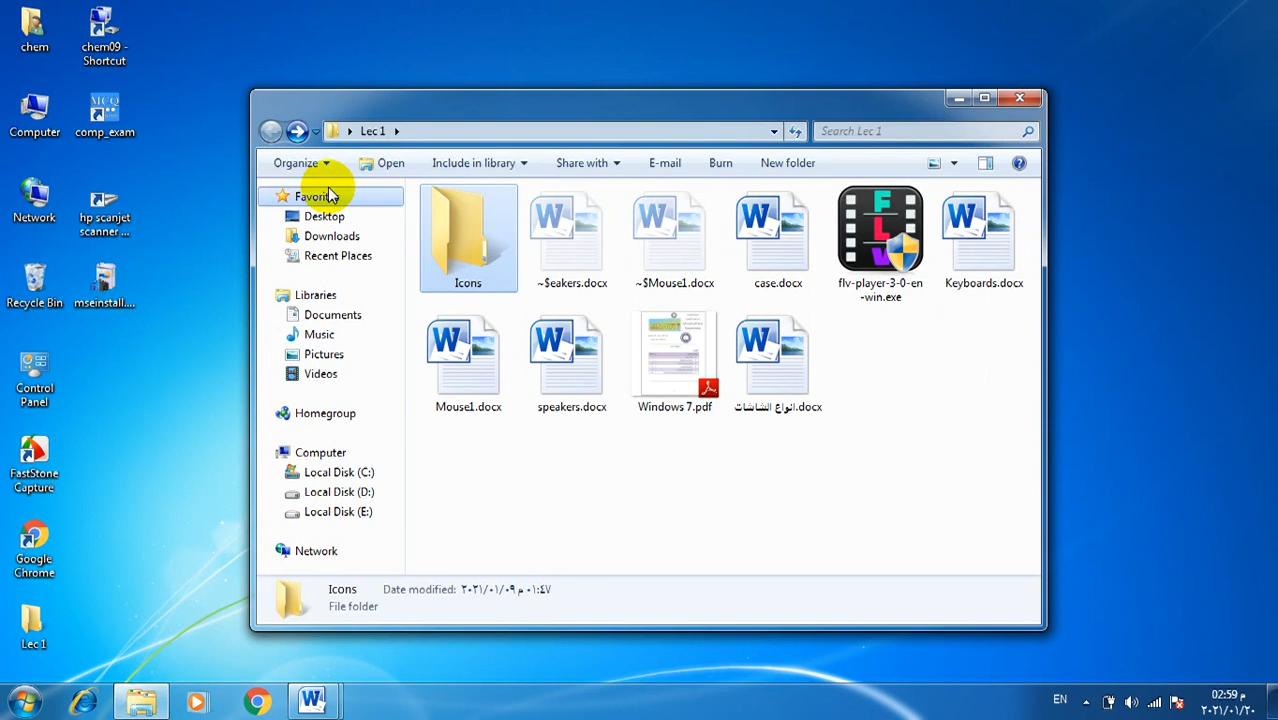 chem
chem09 -
Shortcut
Computer
MCQ
comp_exam
Network
hp scanjet
scanner ...
Recycle Bin
mseinstall....
Control
Panel
FastStone
Capture
Google
Chrome
Lec 1
Lec 1
Search Lec 1
Organize
Open
Include in library
Share with
E-mail
Burn
New folder
Favorites
Desktop
Downloads
Recent Places
Libraries
Documents
Music
Pictures
Videos
Homegroup
Computer
Local Disk (C:)
Local Disk (D:)
Local Disk (E:)
Network
Icons
~$eakers.docx
~$Mouse1.docx
case.docx
FLV
flv-player-3-0-en
-win.exe
Keyboards.docx
Mouse1.docx
speakers.docx
Windows 7.pdf
انواع الشاشات.docx
Icons
Date modified: ٢٠٢١/٠١/٠٩ م ٠١:٤٧
File folder
EN
م 02:59
٢٠٢١/٠١/٢٠